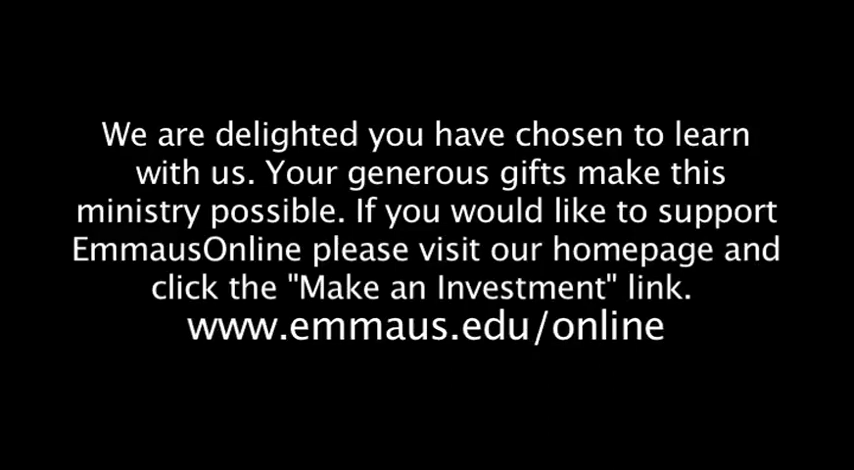 We are delighted you have chosen to learn
with us. Your generous gifts make this
ministry possible. If you would like to support
EmmausOnline please visit our homepage and
click the "Make an Investment" link.
www.emmaus.edu/online